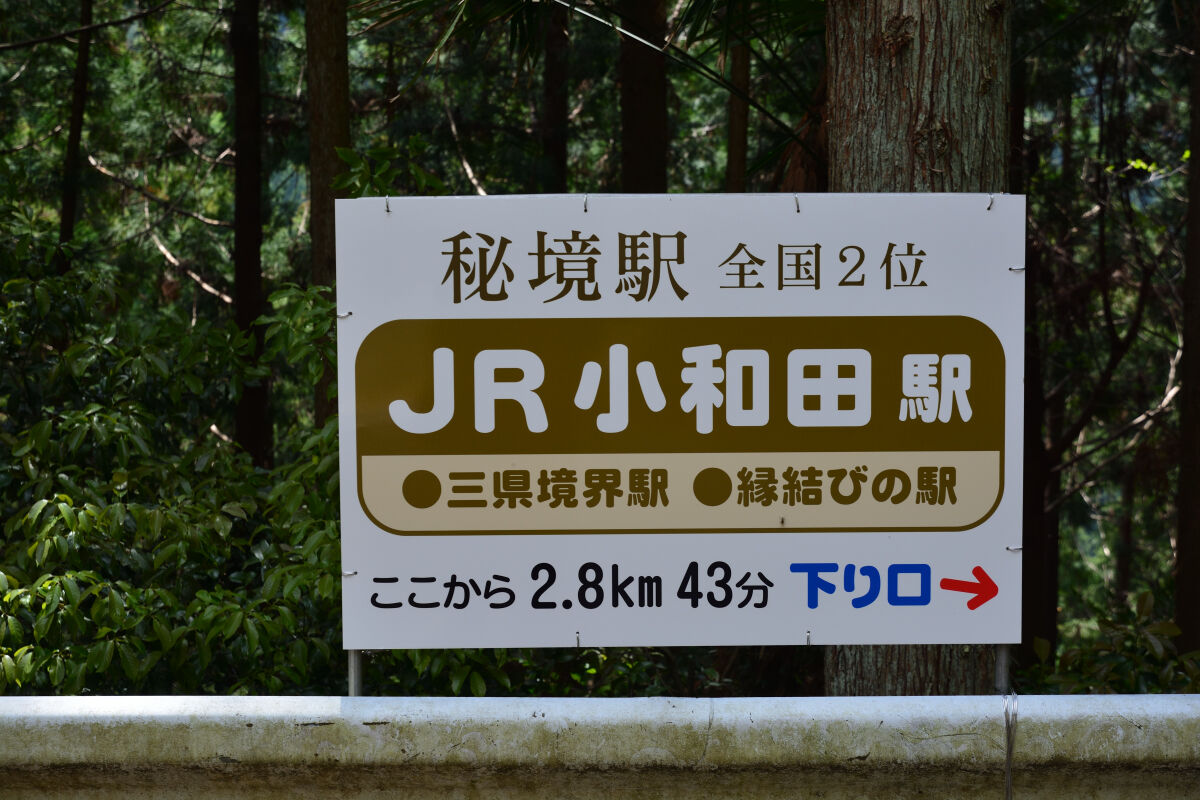 秘境駅 全国2位
JR小和田駅
●三県境界駅 ●縁結びの駅
ここから 2.8km 43分 下り口→